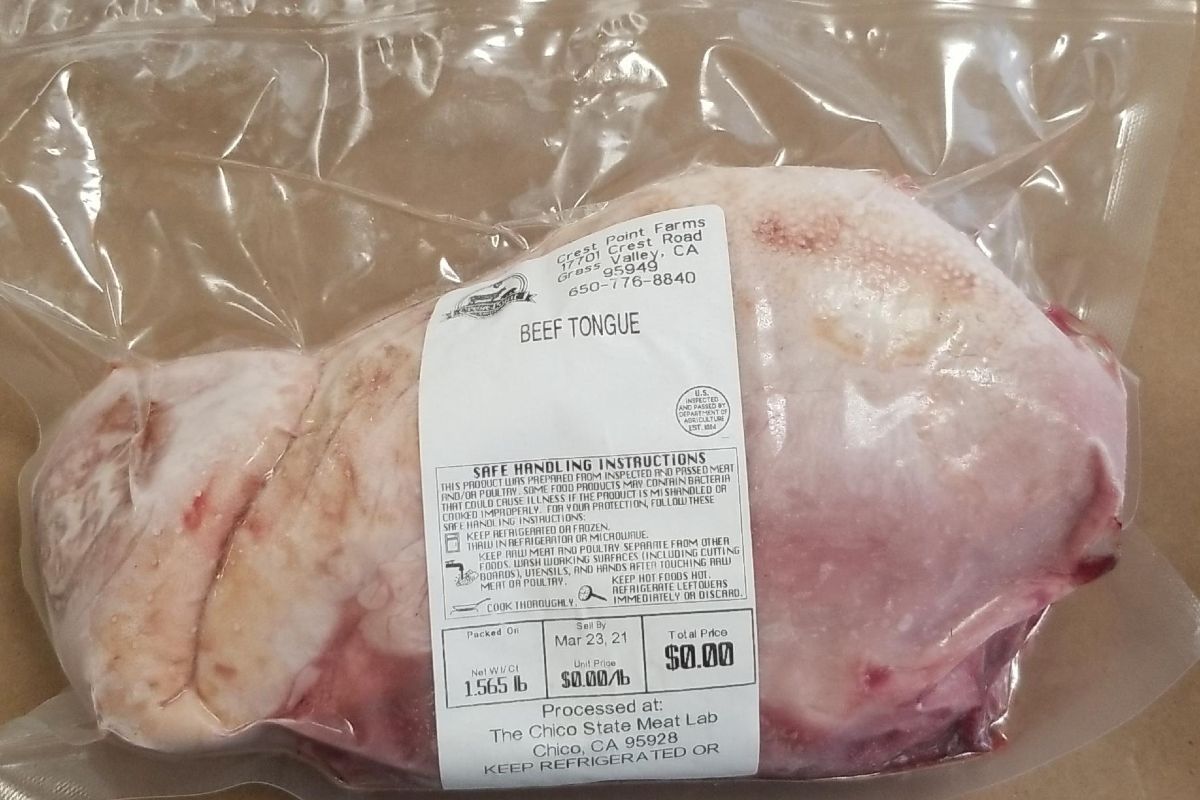 Crest Point Farms
17701 Crest Road
Grass Valley, CA
95949
650-776-8840
BEEF TONGUE
U.S.
INSPECTED
AND PASSED BY
DEPARTMENT OF
AGRICULTURE
SAFE HANDLING INSTRUCTIONS
THIS PRODUCT WAS PREPARED FROM INSPECTED AND PASSED MEAT
AND/OR POULTRY. SOME FOOD PRODUCTS MAY CONTAIN BACTERIA
THAT COULD CAUSE ILLNESS IF THE PRODUCT IS MISHANDLED OR
COOKED IMPROPERLY. FOR YOUR PROTECTION, FOLLOW THESE
SAFE HANDLING INSTRUCTIONS:
KEEP REFRIGERATED OR FROZEN.
THAW IN REFRIGERATOR OR MICROWAVE.
KEEP RAW MEAT AND POULTRY SEPARATE FROM OTHER
FOODS. WASH WORKING SURFACES (INCLUDING CUTTING
BOARDS), UTENSILS, AND HANDS AFTER TOUCHING RAW
MEAT OR POULTRY.
COOK THOROUGHLY.
KEEP HOT FOODS HOT.
REFRIGERATE LEFTOVERS
IMMEDIATELY OR DISCARD.
Packed On
Net Wt/Ct
1.565 lb
Sell By
Mar 23, 21
Unit Price
$0.00/lb
Total Price
$0.00
Processed at:
The Chico State Meat Lab
Chico, CA 95928
KEEP REFRIGERATED OR